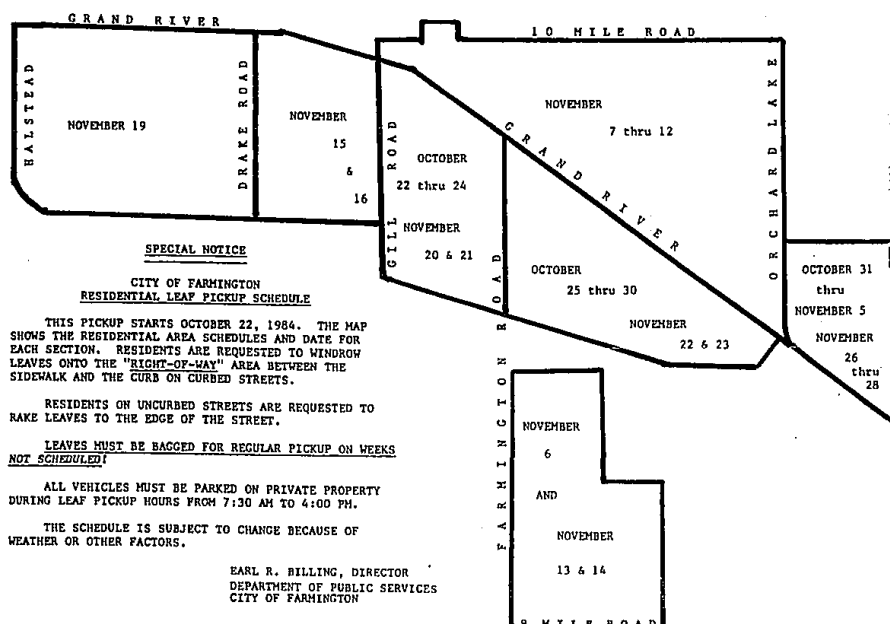 GRAND RIVER
10 MILE ROAD
HALSTEAD
DRAKE ROAD
GILL ROAD
GRAND RIVER
ORCHARD LAKE
FARMINGTON ROAD
NOVEMBER 19
NOVEMBER
15
&
16
OCTOBER
22 thru 24
NOVEMBER
20 & 21
NOVEMBER
7 thru 12
OCTOBER
25 thru 30
NOVEMBER
22 & 23
OCTOBER 31
thru
NOVEMBER 5
NOVEMBER
26
thru
28
NOVEMBER
6
AND
NOVEMBER
13 & 14
MILE ROAD
SPECIAL NOTICE
CITY OF FARMINGTON
RESIDENTIAL LEAF PICKUP SCHEDULE
THIS PICKUP STARTS OCTOBER 22, 1984. THE MAP
SHOWS THE RESIDENTIAL AREA SCHEDULES AND DATE FOR
EACH SECTION. RESIDENTS ARE REQUESTED TO WINDROW
LEAVES ONTO THE "RIGHT-OF-WAY" AREA BETWEEN THE
SIDEWALK AND THE CURB ON CURBED STREETS.
RESIDENTS ON UNCURBED STREETS ARE REQUESTED TO
RAKE LEAVES TO THE EDGE OF THE STREET.
LEAVES MUST BE BAGGED FOR REGULAR PICKUP ON WEEKS
NOT SCHEDULED!
ALL VEHICLES MUST BE PARKED ON PRIVATE PROPERTY
DURING LEAF PICKUP HOURS FROM 7:30 AM TO 4:00 PM.
THE SCHEDULE IS SUBJECT TO CHANGE BECAUSE OF
WEATHER OR OTHER FACTORS.
EARL R. BILLING, DIRECTOR
DEPARTMENT OF PUBLIC SERVICES
CITY OF FARMINGTON